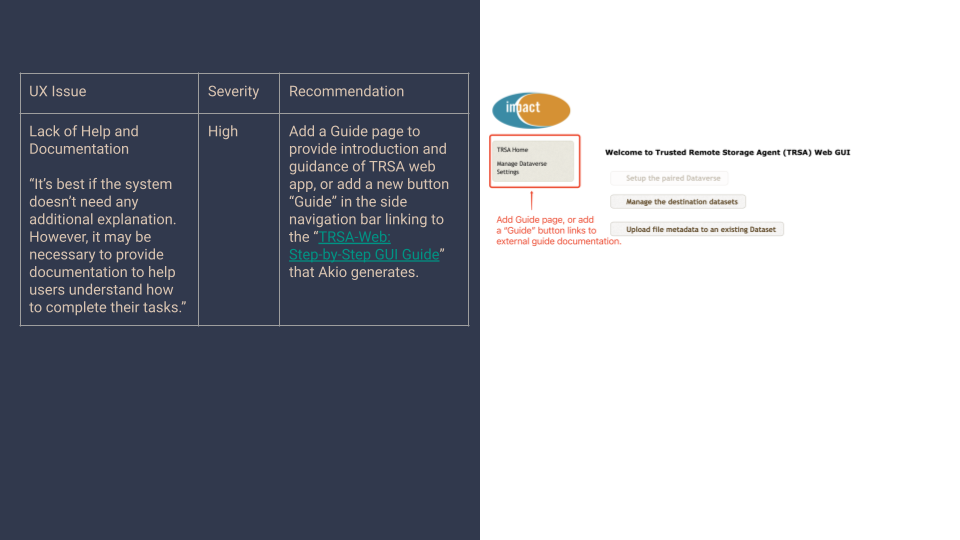 UX Issue
Severity
Recommendation
Lack of Help and
Documentation
“It’s best if the system
doesn’t need any
additional explanation.
However, it may be
necessary to provide
documentation to help
users understand how
to complete their tasks.”
High
Add a Guide page to
provide introduction and
guidance of TRSA web
app, or add a new button
“Guide” in the side
navigation bar linking to
the “TRSA-Web:
Step-by-Step GUI Guide”
that Akio generates.
impact
TRSA Home
Manage Dataverse
Settings
Add Guide page, or add
a “Guide” button links to
external guide documentation.
Welcome to Trusted Remote Storage Agent (TRSA) Web GUI
Setup the paired Dataverse
Manage the destination datasets
Upload file metadata to an existing Dataset